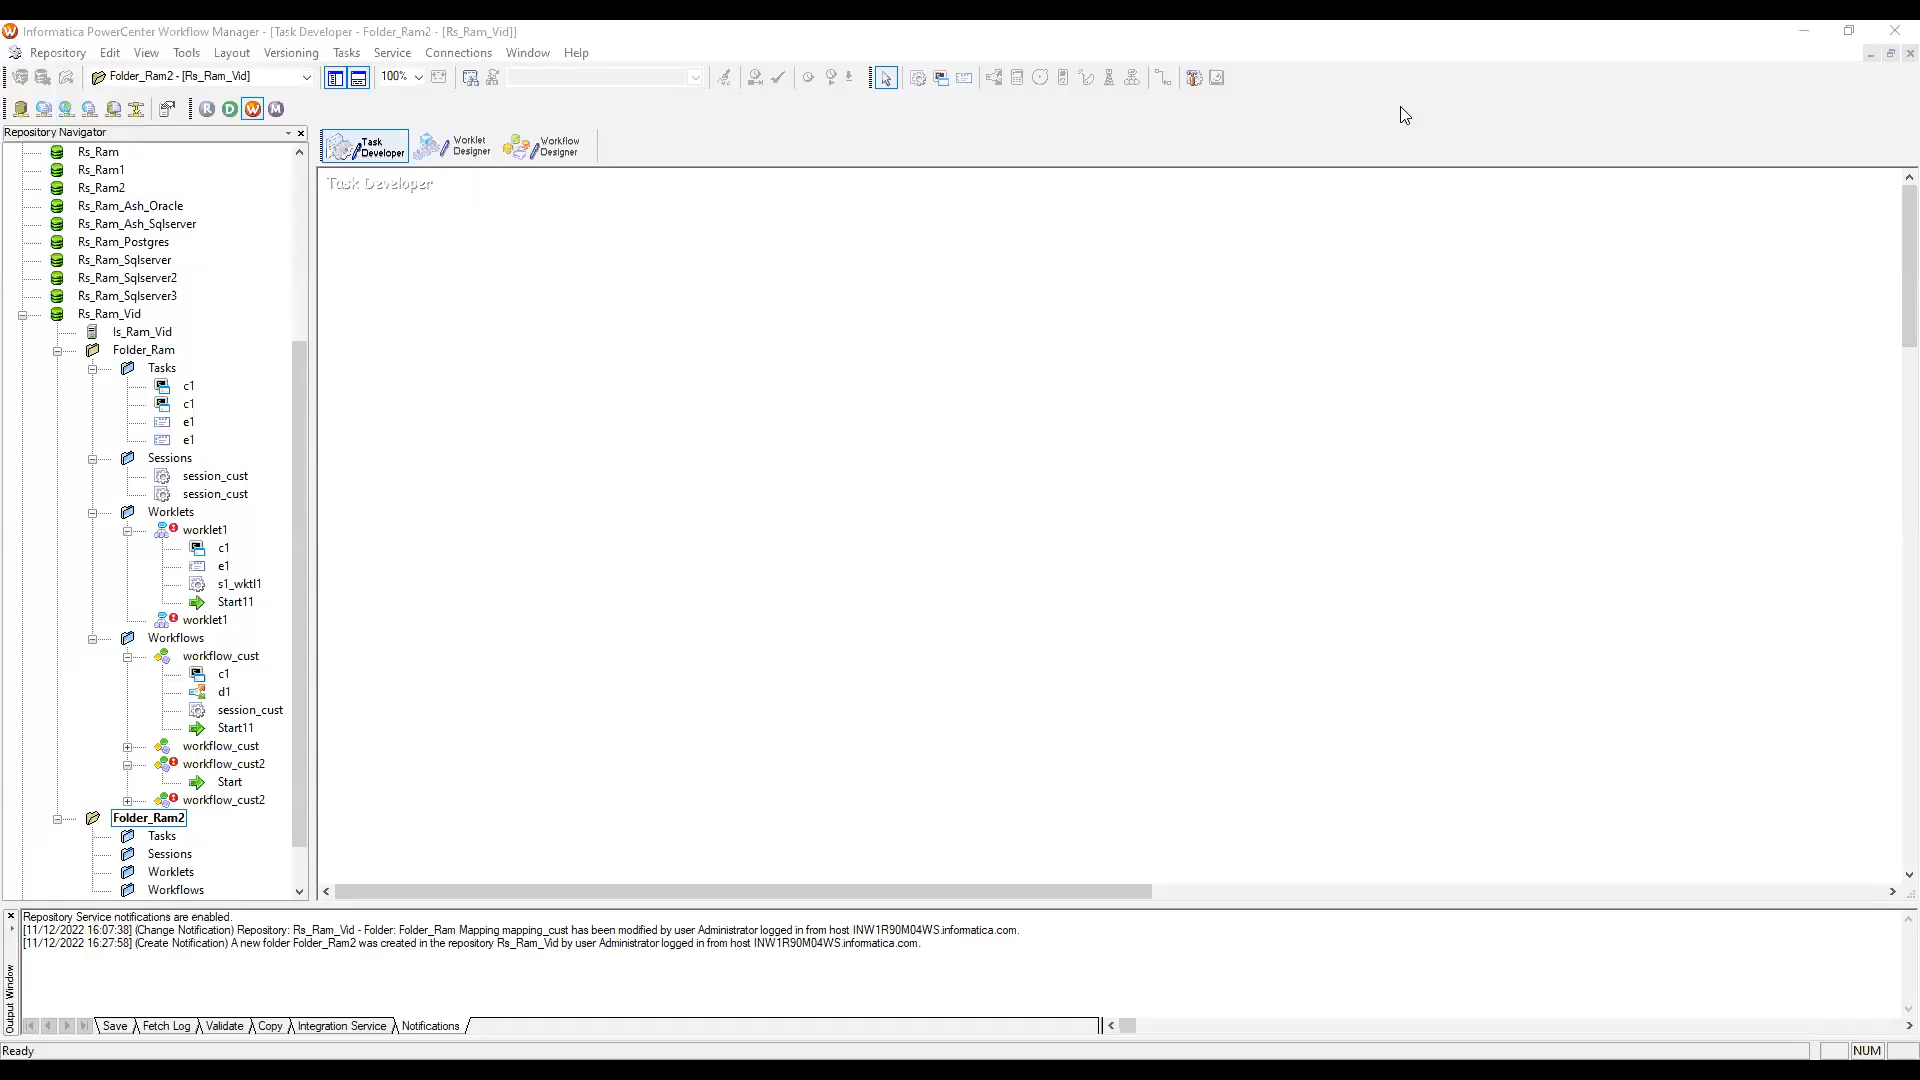 Informatica PowerCenter Workflow Manager - [Task Developer - Folder_Ram2 - [Rs_Ram_Vid]]
Repository Edit View Tools Layout Versioning Tasks Service Connections Window Help
Folder_Ram2 - [Rs_Ram_Vid] 100%
R D W M
Repository Navigator
Task Developer
Worklet Designer
Workflow Designer
Rs_Ram
Rs_Ram1
Rs_Ram2
Rs_Ram_Ash_Oracle
Rs_Ram_Ash_Sqlserver
Rs_Ram_Postgres
Rs_Ram_Sqlserver
Rs_Ram_Sqlserver2
Rs_Ram_Sqlserver3
Rs_Ram_Vid
Is_Ram_Vid
Folder_Ram
Tasks
c1
c1
e1
e1
Sessions
session_cust
session_cust
Worklets
worklet1
c1
e1
s1_wktl1
Start11
worklet1
Workflows
workflow_cust
c1
d1
session_cust
Start11
workflow_cust
workflow_cust2
Start
workflow_cust2
Folder_Ram2
Tasks
Sessions
Worklets
Workflows
Task Developer
Output Window
Repository Service notifications are enabled.
[11/12/2022 16:07:38] (Change Notification) Repository: Rs_Ram_Vid - Folder: Folder_Ram Mapping mapping_cust has been modified by user Administrator logged in from host INW1R90M04WS.informatica.com.
[11/12/2022 16:27:58] (Create Notification) A new folder Folder_Ram2 was created in the repository Rs_Ram_Vid by user Administrator logged in from host INW1R90M04WS.informatica.com.
Save Fetch Log Validate Copy Integration Service Notifications
Ready
NUM